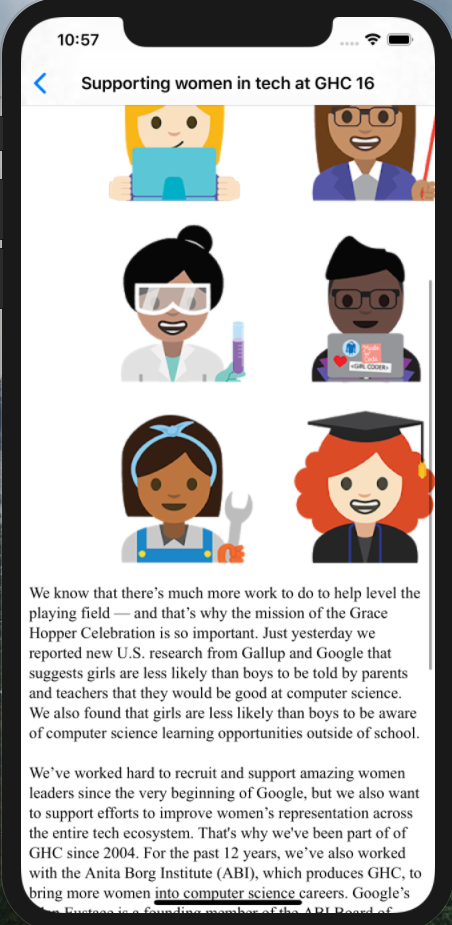 10:57
Supporting women in tech at GHC 16
Made w/ Code
<GIRL CODER>
We know that there’s much more work to do to help level the
playing field — and that’s why the mission of the Grace
Hopper Celebration is so important. Just yesterday we
reported new U.S. research from Gallup and Google that
suggests girls are less likely than boys to be told by parents
and teachers that they would be good at computer science.
We also found that girls are less likely than boys to be aware
of computer science learning opportunities outside of school.
We’ve worked hard to recruit and support amazing women
leaders since the very beginning of Google, but we also want
to support efforts to improve women’s representation across
the entire tech ecosystem. That's why we've been part of of
GHC since 2004. For the past 12 years, we’ve also worked
with the Anita Borg Institute (ABI), which produces GHC, to
bring more women into computer science careers. Google’s
Eustace is a founding member of the ABI Board of